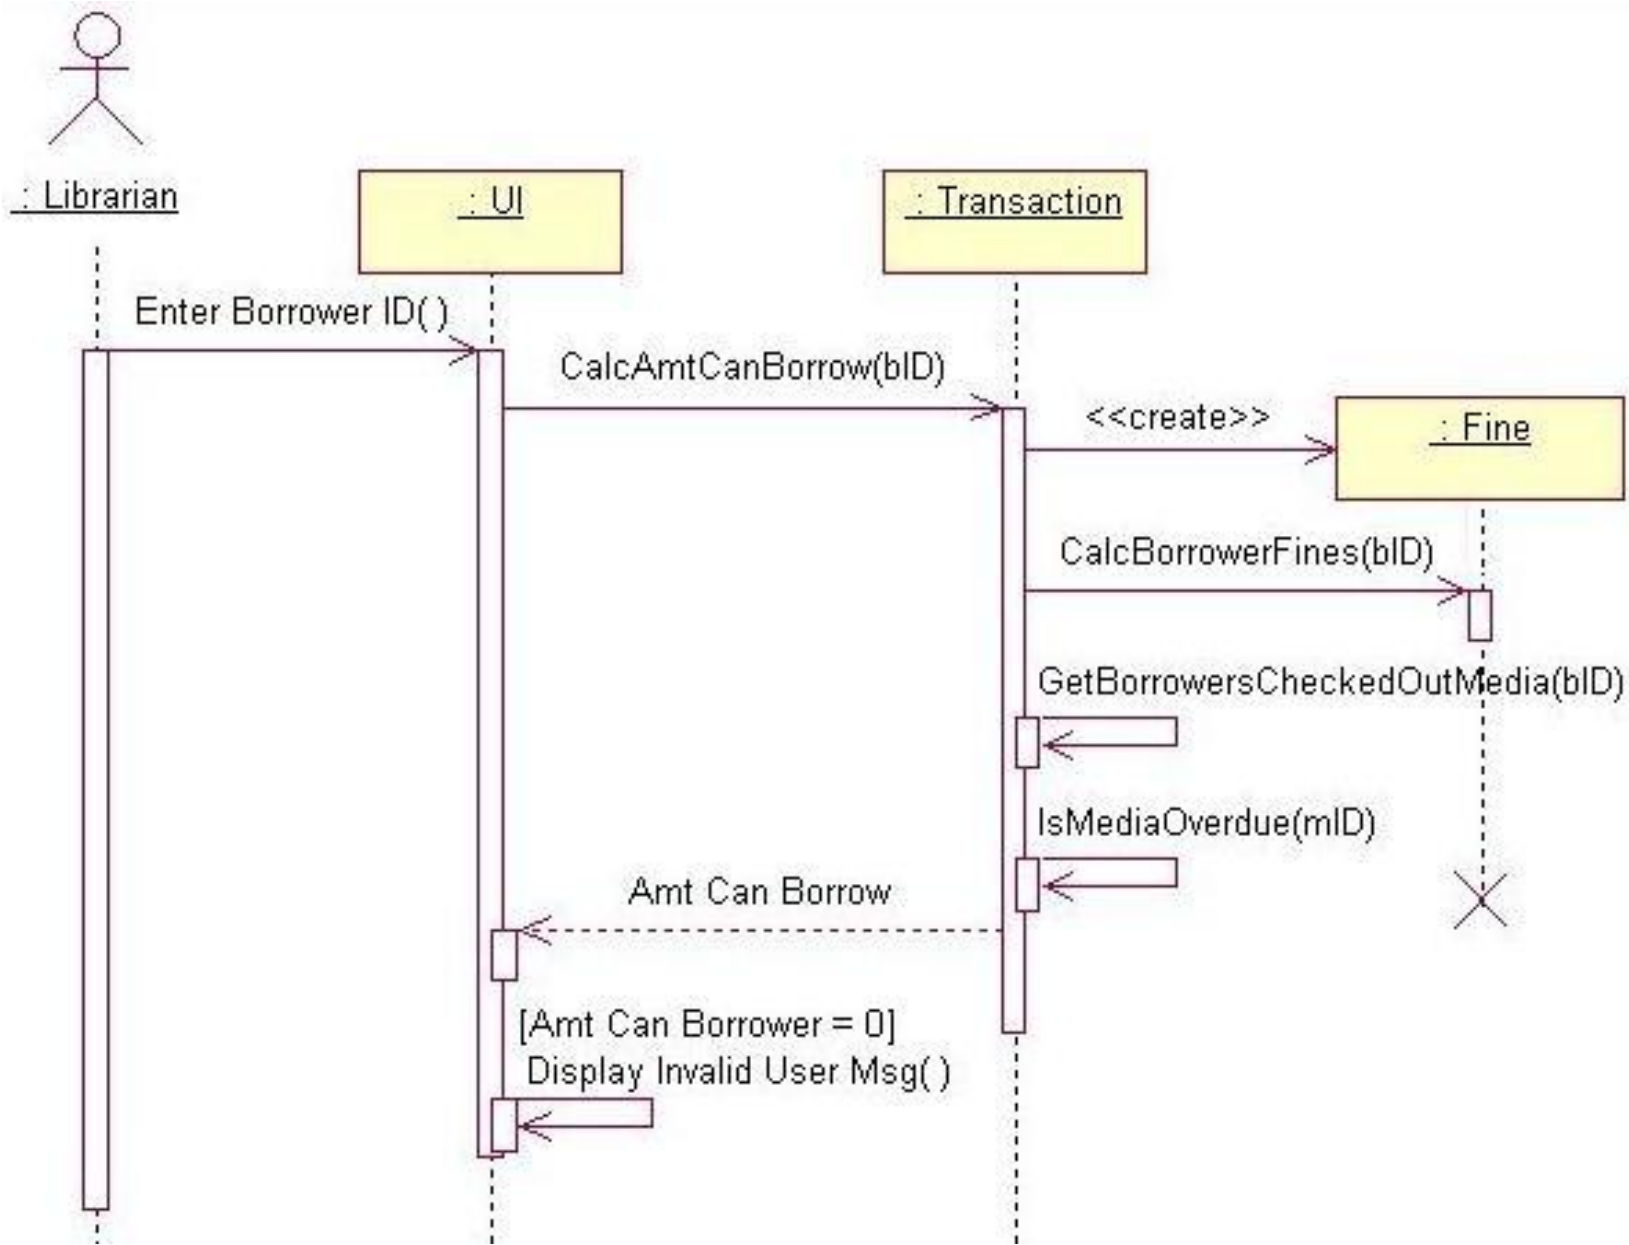 : Librarian
: UI
: Transaction
Enter Borrower ID( )
CalcAmtCanBorrow(bID)
<<create>>
: Fine
CalcBorrowerFines(bID)
GetBorrowersCheckedOutMedia(bID)
IsMediaOverdue(mID)
Amt Can Borrow
[Amt Can Borrower = 0]
Display Invalid User Msg( )